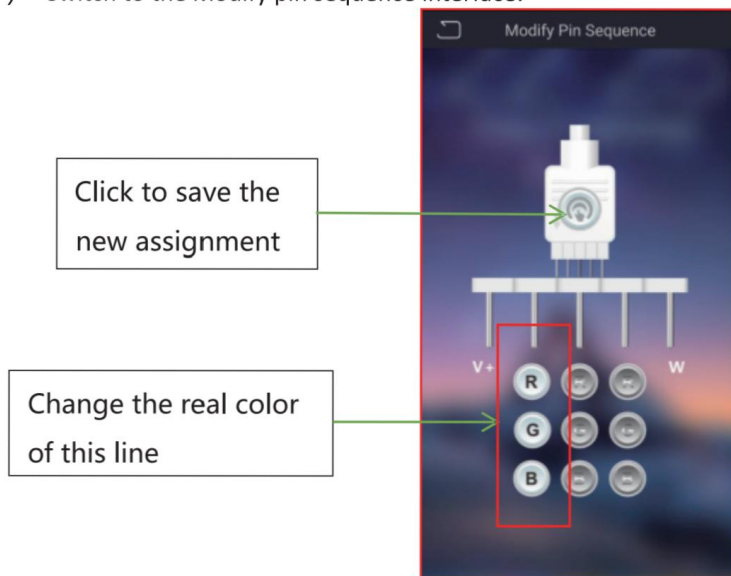 Modify Pin Sequence
Click to save the
new assignment
V+
W
R
G
B
Change the real color
of this line